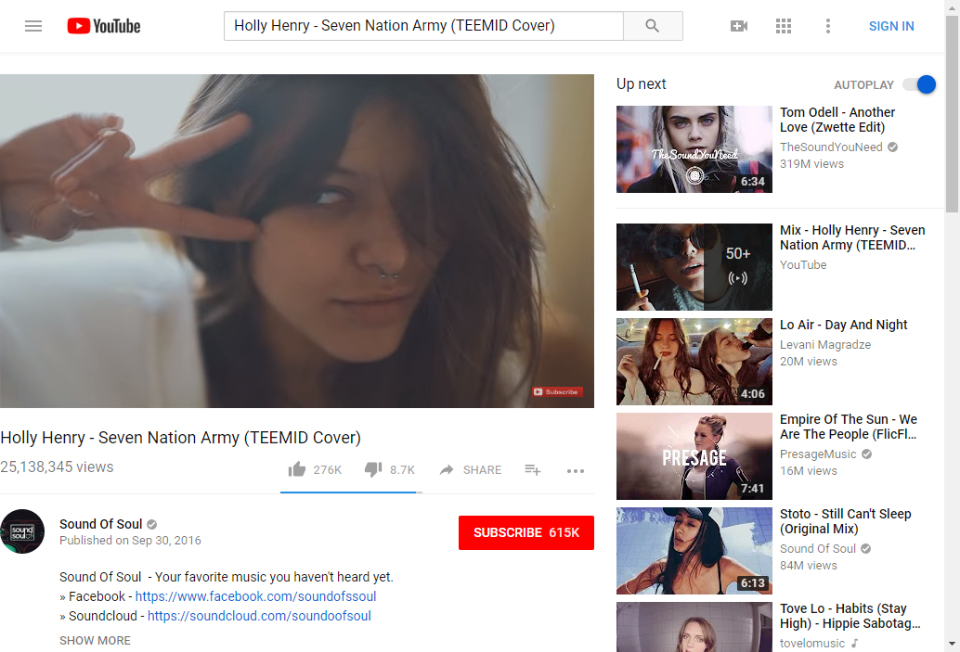 YouTube
Holly Henry - Seven Nation Army (TEEMID Cover)
SIGN IN
Subscribe
Holly Henry - Seven Nation Army (TEEMID Cover)
25,138,345 views
276K
8.7K
SHARE
sound of soul
Sound Of Soul
Published on Sep 30, 2016
SUBSCRIBE 615K
Sound Of Soul - Your favorite music you haven't heard yet.
» Facebook - https://www.facebook.com/soundofssoul
» Soundcloud - https://soundcloud.com/soundoofsoul
SHOW MORE
Up next
AUTOPLAY
TheSoundYouNeed
6:34
Tom Odell - Another
Love (Zwette Edit)
TheSoundYouNeed
319M views
50+
Mix - Holly Henry - Seven
Nation Army (TEEMID...
YouTube
4:06
Lo Air - Day And Night
Levani Magradze
20M views
PRESAGE
7:41
Empire Of The Sun - We
Are The People (FlicFl...
PresageMusic
16M views
6:13
Stoto - Still Can't Sleep
(Original Mix)
Sound Of Soul
84M views
Tove Lo - Habits (Stay
High) - Hippie Sabotag...
tovelomusic